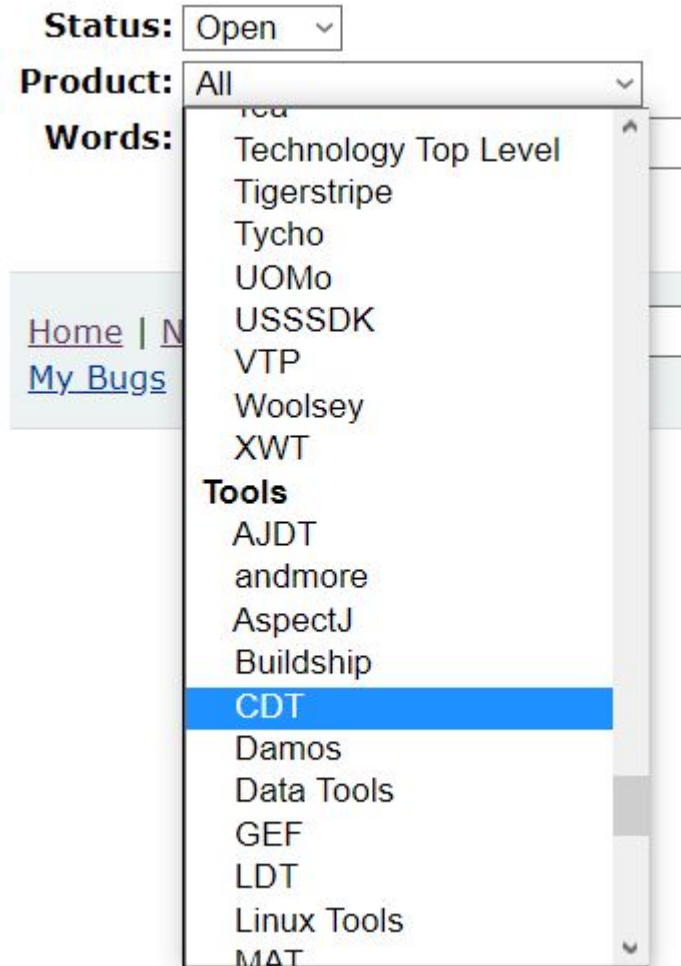 Status: Open
Product: All
Words:
Technology Top Level
Tigerstripe
Tycho
UOMo
USSSDK
VTP
Woolsey
XWT
Tools
AJDT
andmore
AspectJ
Buildship
CDT
Damos
Data Tools
GEF
LDT
Linux Tools
MAT
Home | N
My Bugs